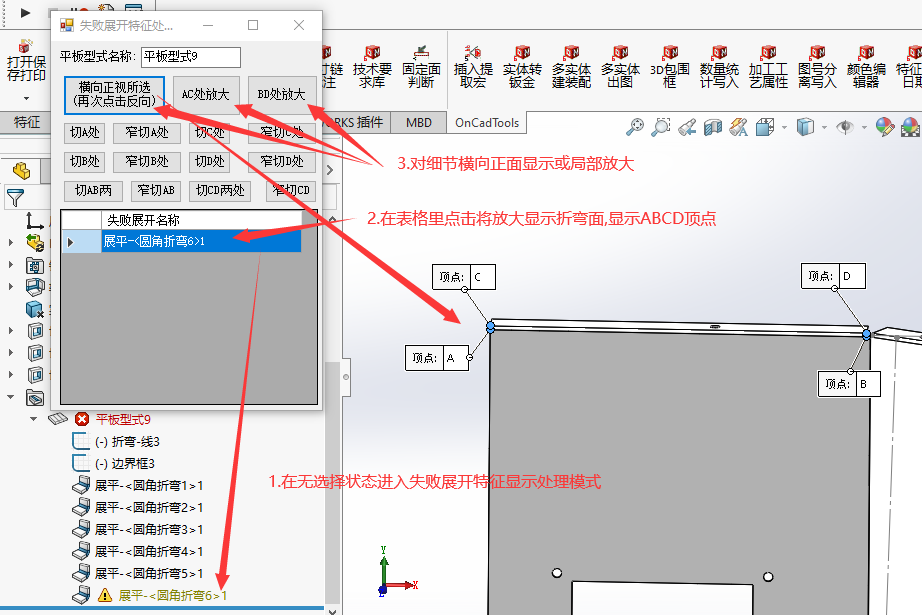 失败展开特征处...
平板型式名称:
平板型式9
横向正视所选
(再次点击反向)
AC处放大
BD处放大
切A处
窄切A处
切C处
窄切C处
切B处
窄切B处
切D处
窄切D处
切AB两
窄切AB
切CD两处
窄切CD
失败展开名称
展平-<圆角折弯6>1
打开保
存打印
技术要
求库
固定面
判断
插入提
取宏
实体转
钣金
多实体
建装配
多实体
出图
3D包围
框
数量统
计写入
加工工
艺属性
图号分
离写入
颜色编
辑器
特征
日期
特征
ORKS 插件
MBD
OnCadTools
3.对细节横向正面显示或局部放大
2.在表格里点击将放大显示折弯面,显示ABCD顶点
顶点: C
顶点: D
顶点: A
顶点: B
1.在无选择状态进入失败展开特征显示处理模式
平板型式9
(-) 折弯-线3
(-) 边界框3
展平-<圆角折弯1>1
展平-<圆角折弯2>1
展平-<圆角折弯3>1
展平-<圆角折弯4>1
展平-<圆角折弯5>1
展平-<圆角折弯6>1
Y
X
Z